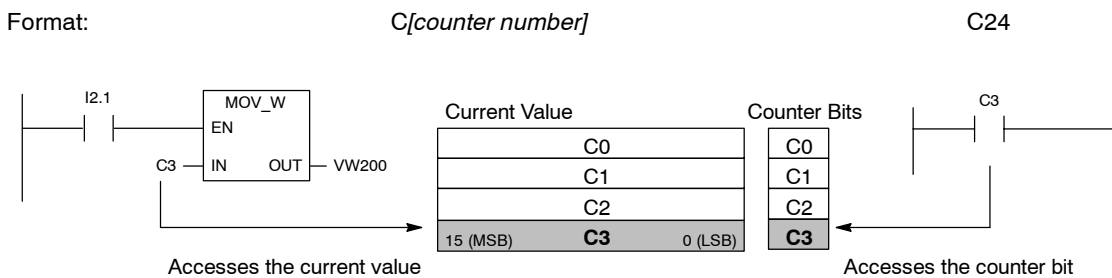 Format: C[counter number] C24
I2.1
MOV_W
EN
C3 IN OUT VW200
Current Value
C0
C1
C2
15 (MSB) C3 0 (LSB)
Counter Bits
C0
C1
C2
C3
C3
Accesses the current value
Accesses the counter bit